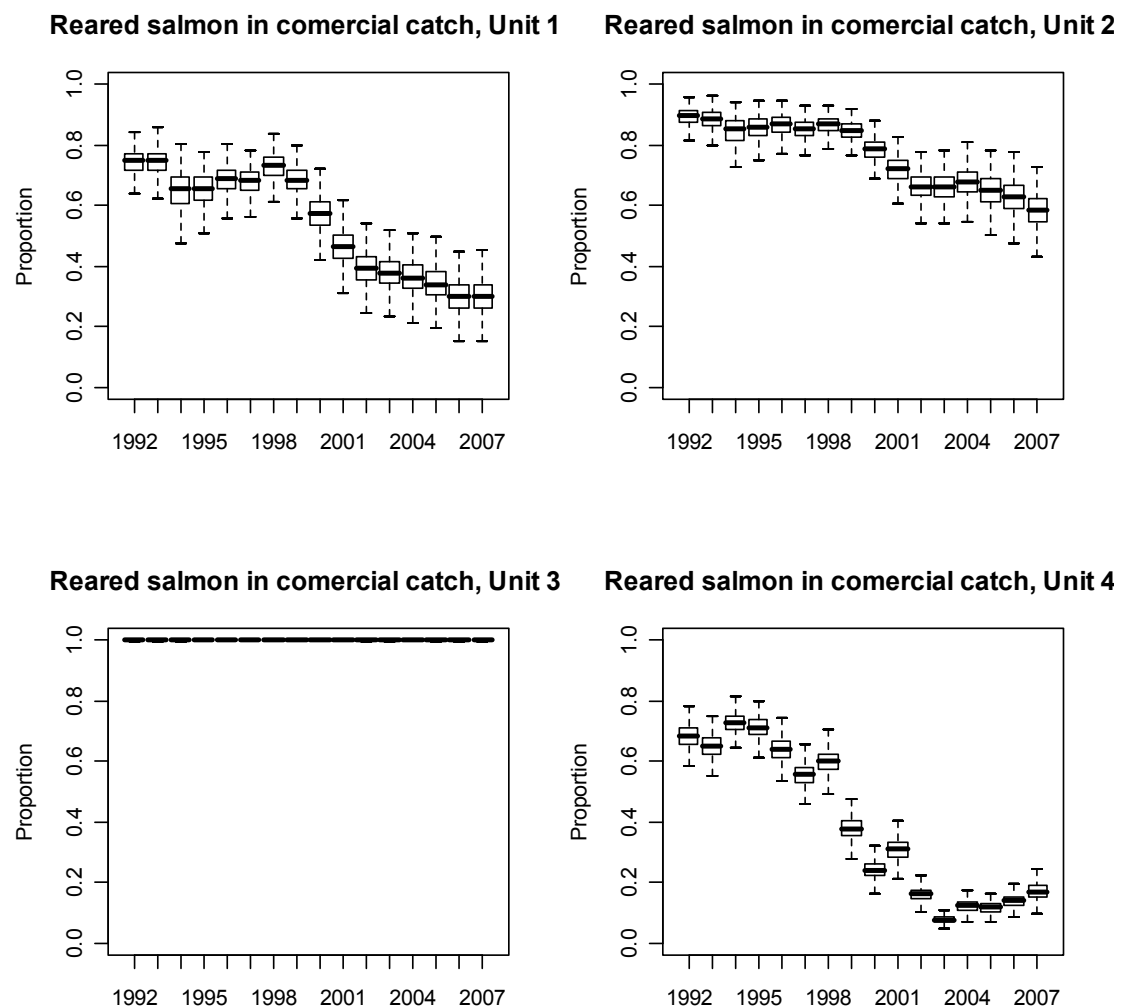 Reared salmon in comercial catch, Unit 1
Proportion
1.0
0.8
0.6
0.4
0.2
0.0
1992 1995 1998 2001 2004 2007
Reared salmon in comercial catch, Unit 2
Proportion
1.0
0.8
0.6
0.4
0.2
0.0
1992 1995 1998 2001 2004 2007
Reared salmon in comercial catch, Unit 3
Proportion
1.0
0.8
0.6
0.4
0.2
0.0
1992 1995 1998 2001 2004 2007
Reared salmon in comercial catch, Unit 4
Proportion
1.0
0.8
0.6
0.4
0.2
0.0
1992 1995 1998 2001 2004 2007